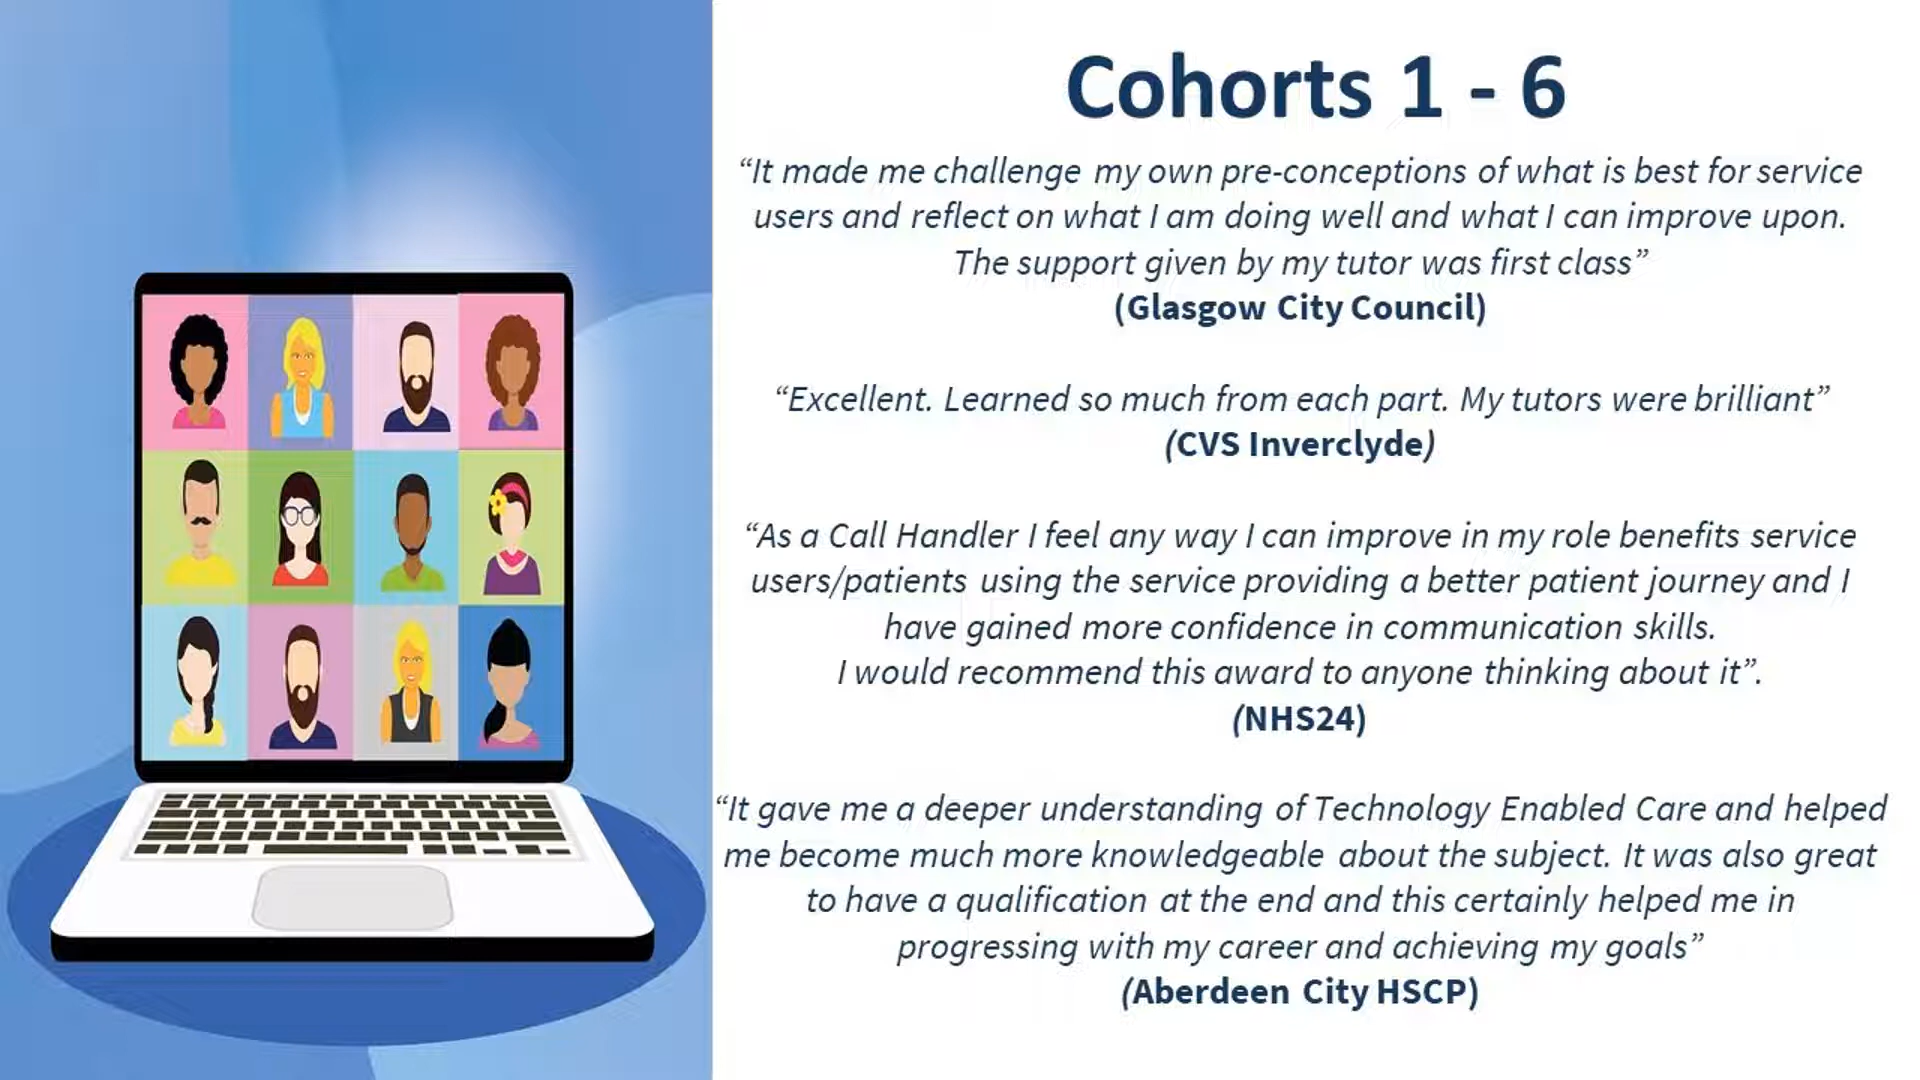 Cohorts 1 - 6
“It made me challenge my own pre-conceptions of what is best for service
users and reflect on what I am doing well and what I can improve upon.
The support given by my tutor was first class”
(Glasgow City Council)
“Excellent. Learned so much from each part. My tutors were brilliant”
(CVS Inverclyde)
“As a Call Handler I feel any way I can improve in my role benefits service
users/patients using the service providing a better patient journey and I
have gained more confidence in communication skills.
I would recommend this award to anyone thinking about it”.
(NHS24)
“It gave me a deeper understanding of Technology Enabled Care and helped
me become much more knowledgeable about the subject. It was also great
to have a qualification at the end and this certainly helped me in
progressing with my career and achieving my goals”
(Aberdeen City HSCP)